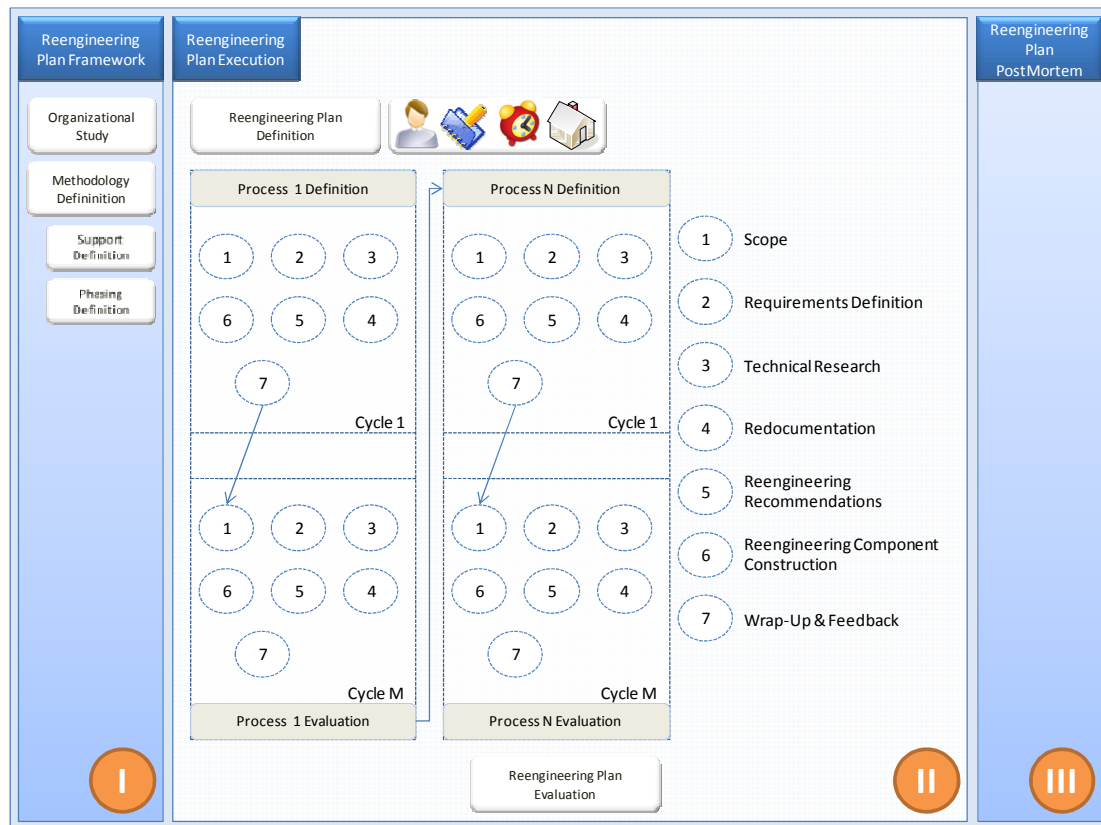 Reengineering
Plan Framework
Organizational
Study
Methodology
Defininition
Support
Definition
Phasing
Definition
I
Reengineering
Plan Execution
Reengineering Plan
Definition
Process 1 Definition
1 2 3
6 5 4
7
Cycle 1
1 2 3
6 5 4
7
Cycle M
Process 1 Evaluation
Process N Definition
1 2 3
6 5 4
7
Cycle 1
1 2 3
6 5 4
7
Cycle M
Process N Evaluation
1 Scope
2 Requirements Definition
3 Technical Research
4 Redocumentation
5 Reengineering
Recommendations
6 Reengineering Component
Construction
7 Wrap-Up & Feedback
Reengineering Plan
Evaluation
II
Reengineering
Plan
PostMortem
III